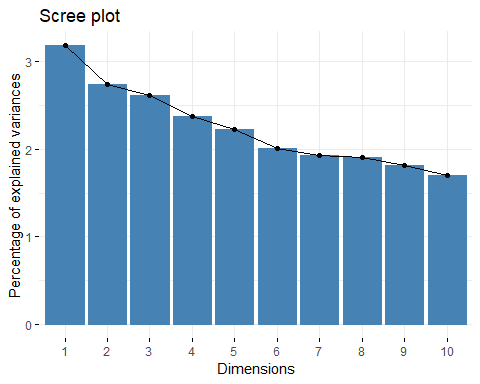 Scree plot
Percentage of explained variances
3
2
1
0
1 2 3 4 5 6 7 8 9 10
Dimensions